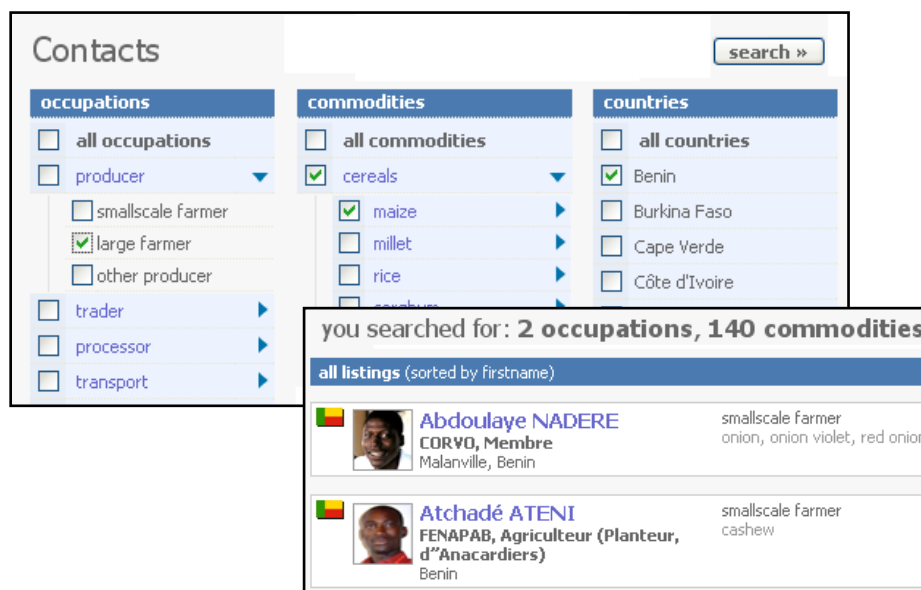 Contacts
search »
occupations
commodities
countries
all occupations
all commodities
all countries
producer
cereals
Benin
smallscale farmer
maize
Burkina Faso
large farmer
millet
Cape Verde
other producer
rice
Côte d'Ivoire
trader
processor
transport
you searched for: 2 occupations, 140 commodities
all listings (sorted by firstname)
Abdoulaye NADERE
smallscale farmer
CORVO, Membre
onion, onion violet, red onion
Malanville, Benin
Atchadé ATENI
smallscale farmer
FENAPAB, Agriculteur (Planteur,
cashew
d''Anacardiers)
Benin